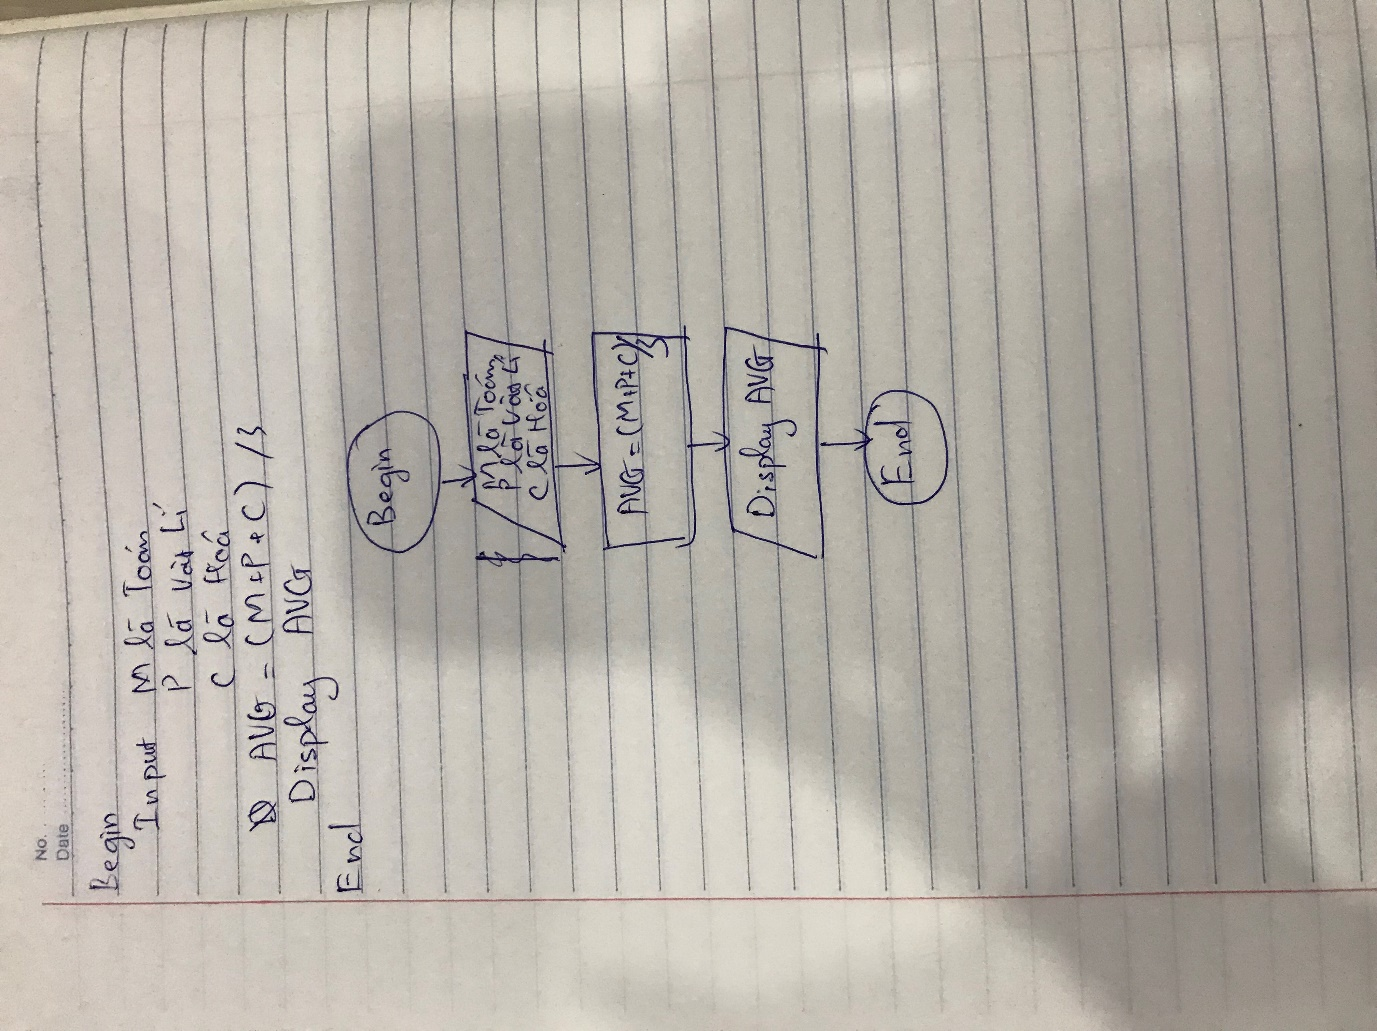 No.
Date
Begin
Input M là Toán
P là Vật Lí
C là Hoá
AVG = (M+P+C)/3
Display AVG
End
Begin
M là Toán
P là Vật Lí
C là Hoá
AVG = (M+P+C)/3
Display AVG
End